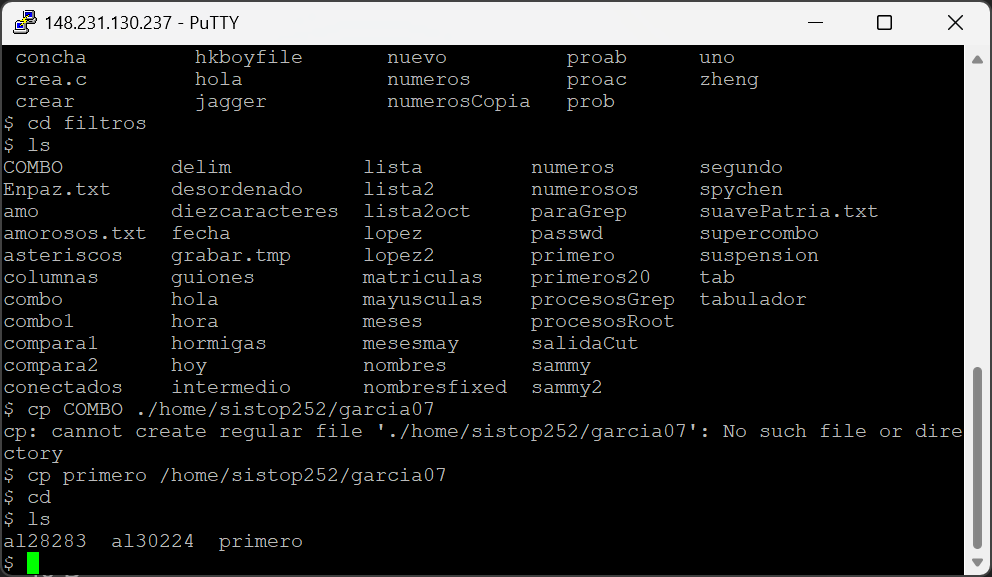 148.231.130.237 - PuTTY
concha hkboyfile nuevo proab uno
crea.c hola numeros proac zheng
crear jagger numerosCopia prob
$ cd filtros
$ ls
COMBO delim lista numeros segundo
Enpaz.txt desordenado lista2 numerosos spychen
amo diezcaracteres lista2oct paraGrep suavePatria.txt
amorosos.txt fecha lopez passwd supercombo
asteriscos grabar.tmp lopez2 primero suspension
columnas guiones matriculas primeros20 tab
combo hola mayusculas procesosGrep tabulador
combo1 hora meses procesosRoot
compara1 hormigas mesesmay salidaCut
compara2 hoy nombres sammy
conectados intermedio nombresfixed sammy2
$ cp COMBO ./home/sistop252/garcia07
cp: cannot create regular file './home/sistop252/garcia07': No such file or dire
ctory
$ cp primero /home/sistop252/garcia07
$ cd
$ ls
al28283 al30224 primero
$